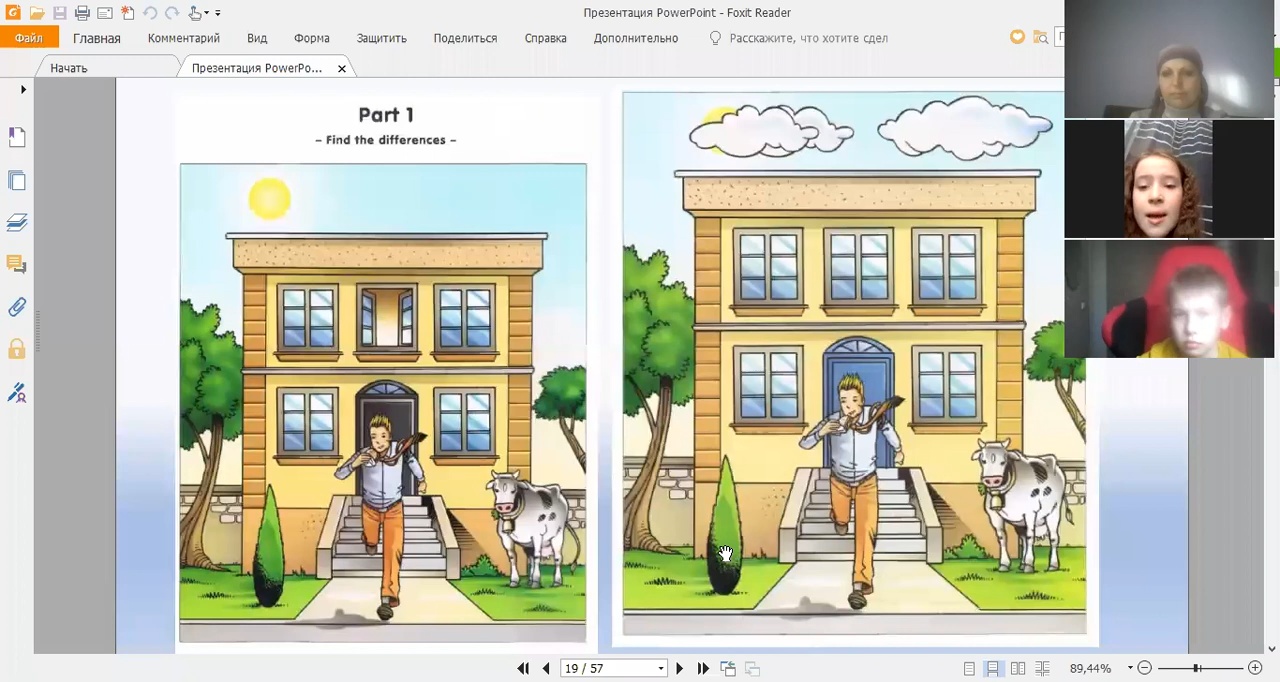 Презентация PowerPoint - Foxit Reader
Файл
Главная
Комментарий
Вид
Форма
Защитить
Поделиться
Справка
Дополнительно
Расскажите, что хотите сделать
Начать
Презентация PowerPo...
Part 1
– Find the differences –
19 / 57
89,44%